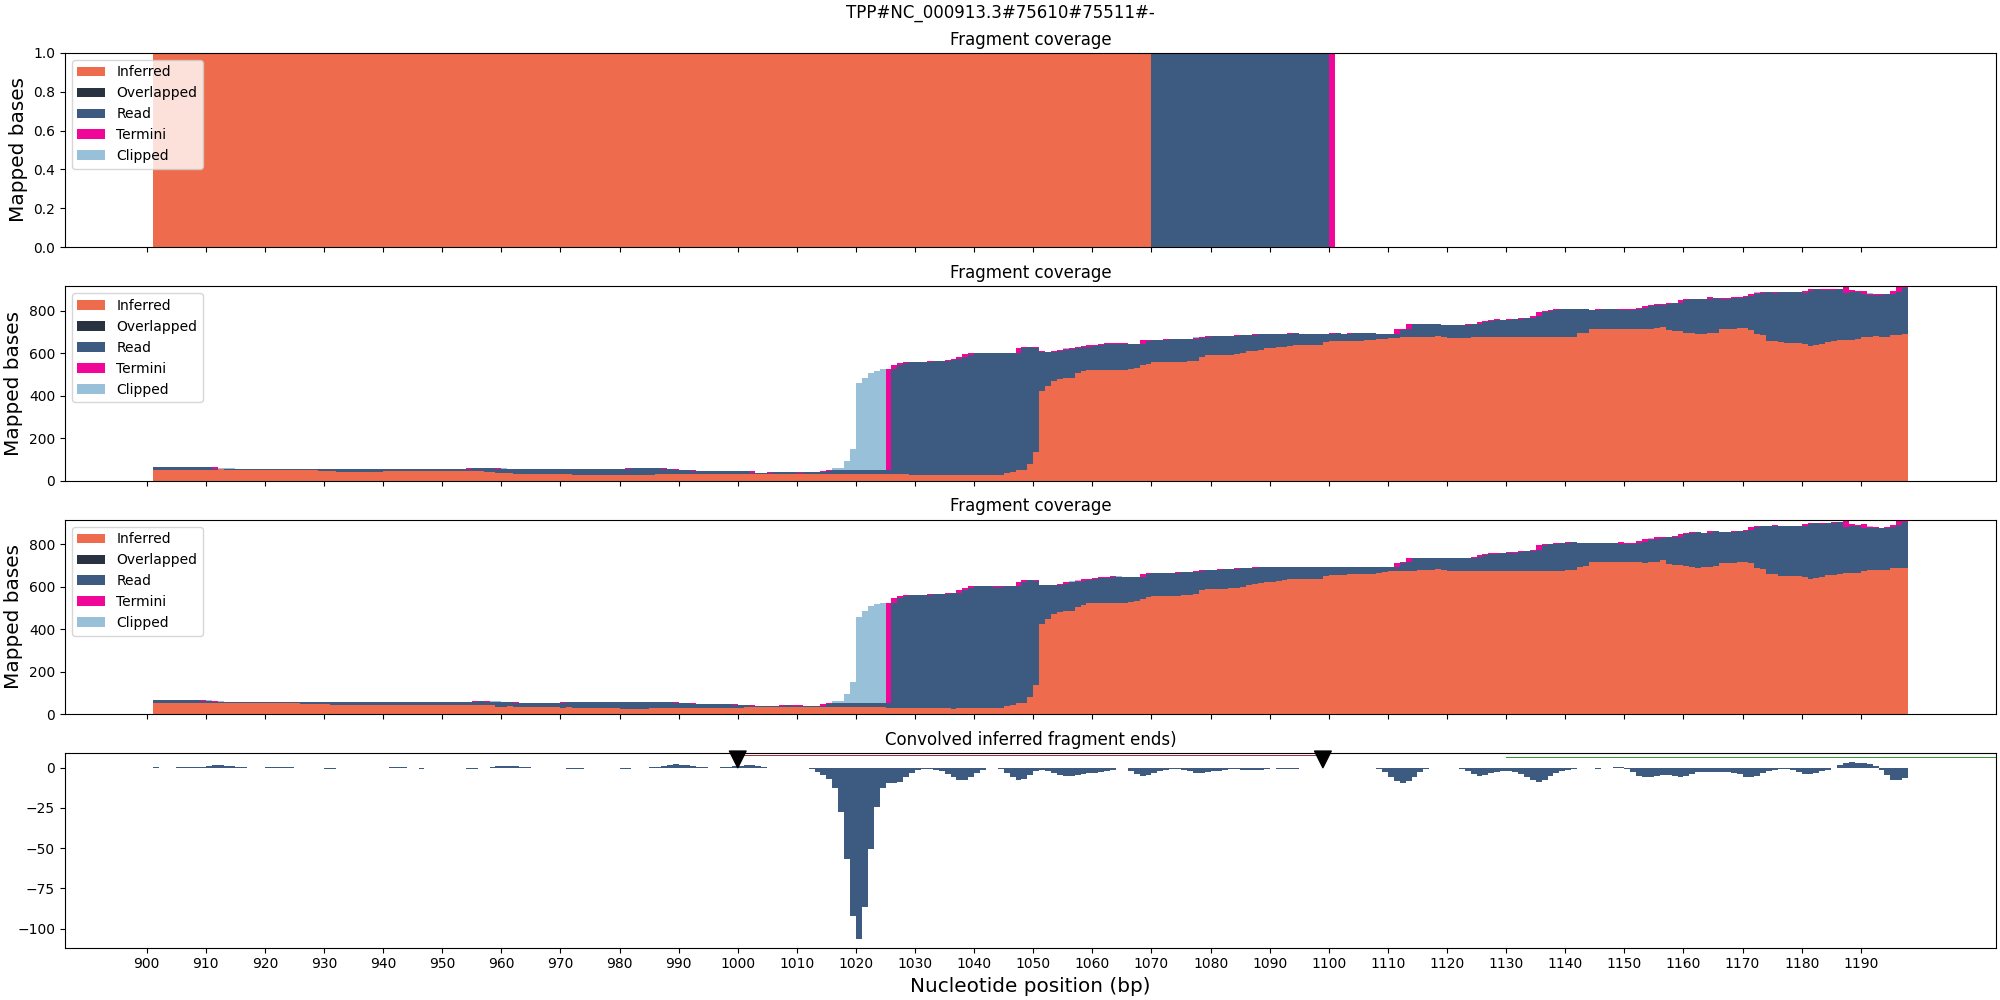 TPP#NC_000913.3#75610#75511#-
Fragment coverage
Mapped bases
1.0
0.8
0.6
0.4
0.2
0.0
Inferred
Overlapped
Read
Termini
Clipped
Fragment coverage
Mapped bases
800
600
400
200
0
Inferred
Overlapped
Read
Termini
Clipped
Fragment coverage
Mapped bases
800
600
400
200
0
Inferred
Overlapped
Read
Termini
Clipped
Convolved inferred fragment ends)
0
−25
−50
−75
−100
900 910 920 930 940 950 960 970 980 990 1000 1010 1020 1030 1040 1050 1060 1070 1080 1090 1100 1110 1120 1130 1140 1150 1160 1170 1180 1190
Nucleotide position (bp)